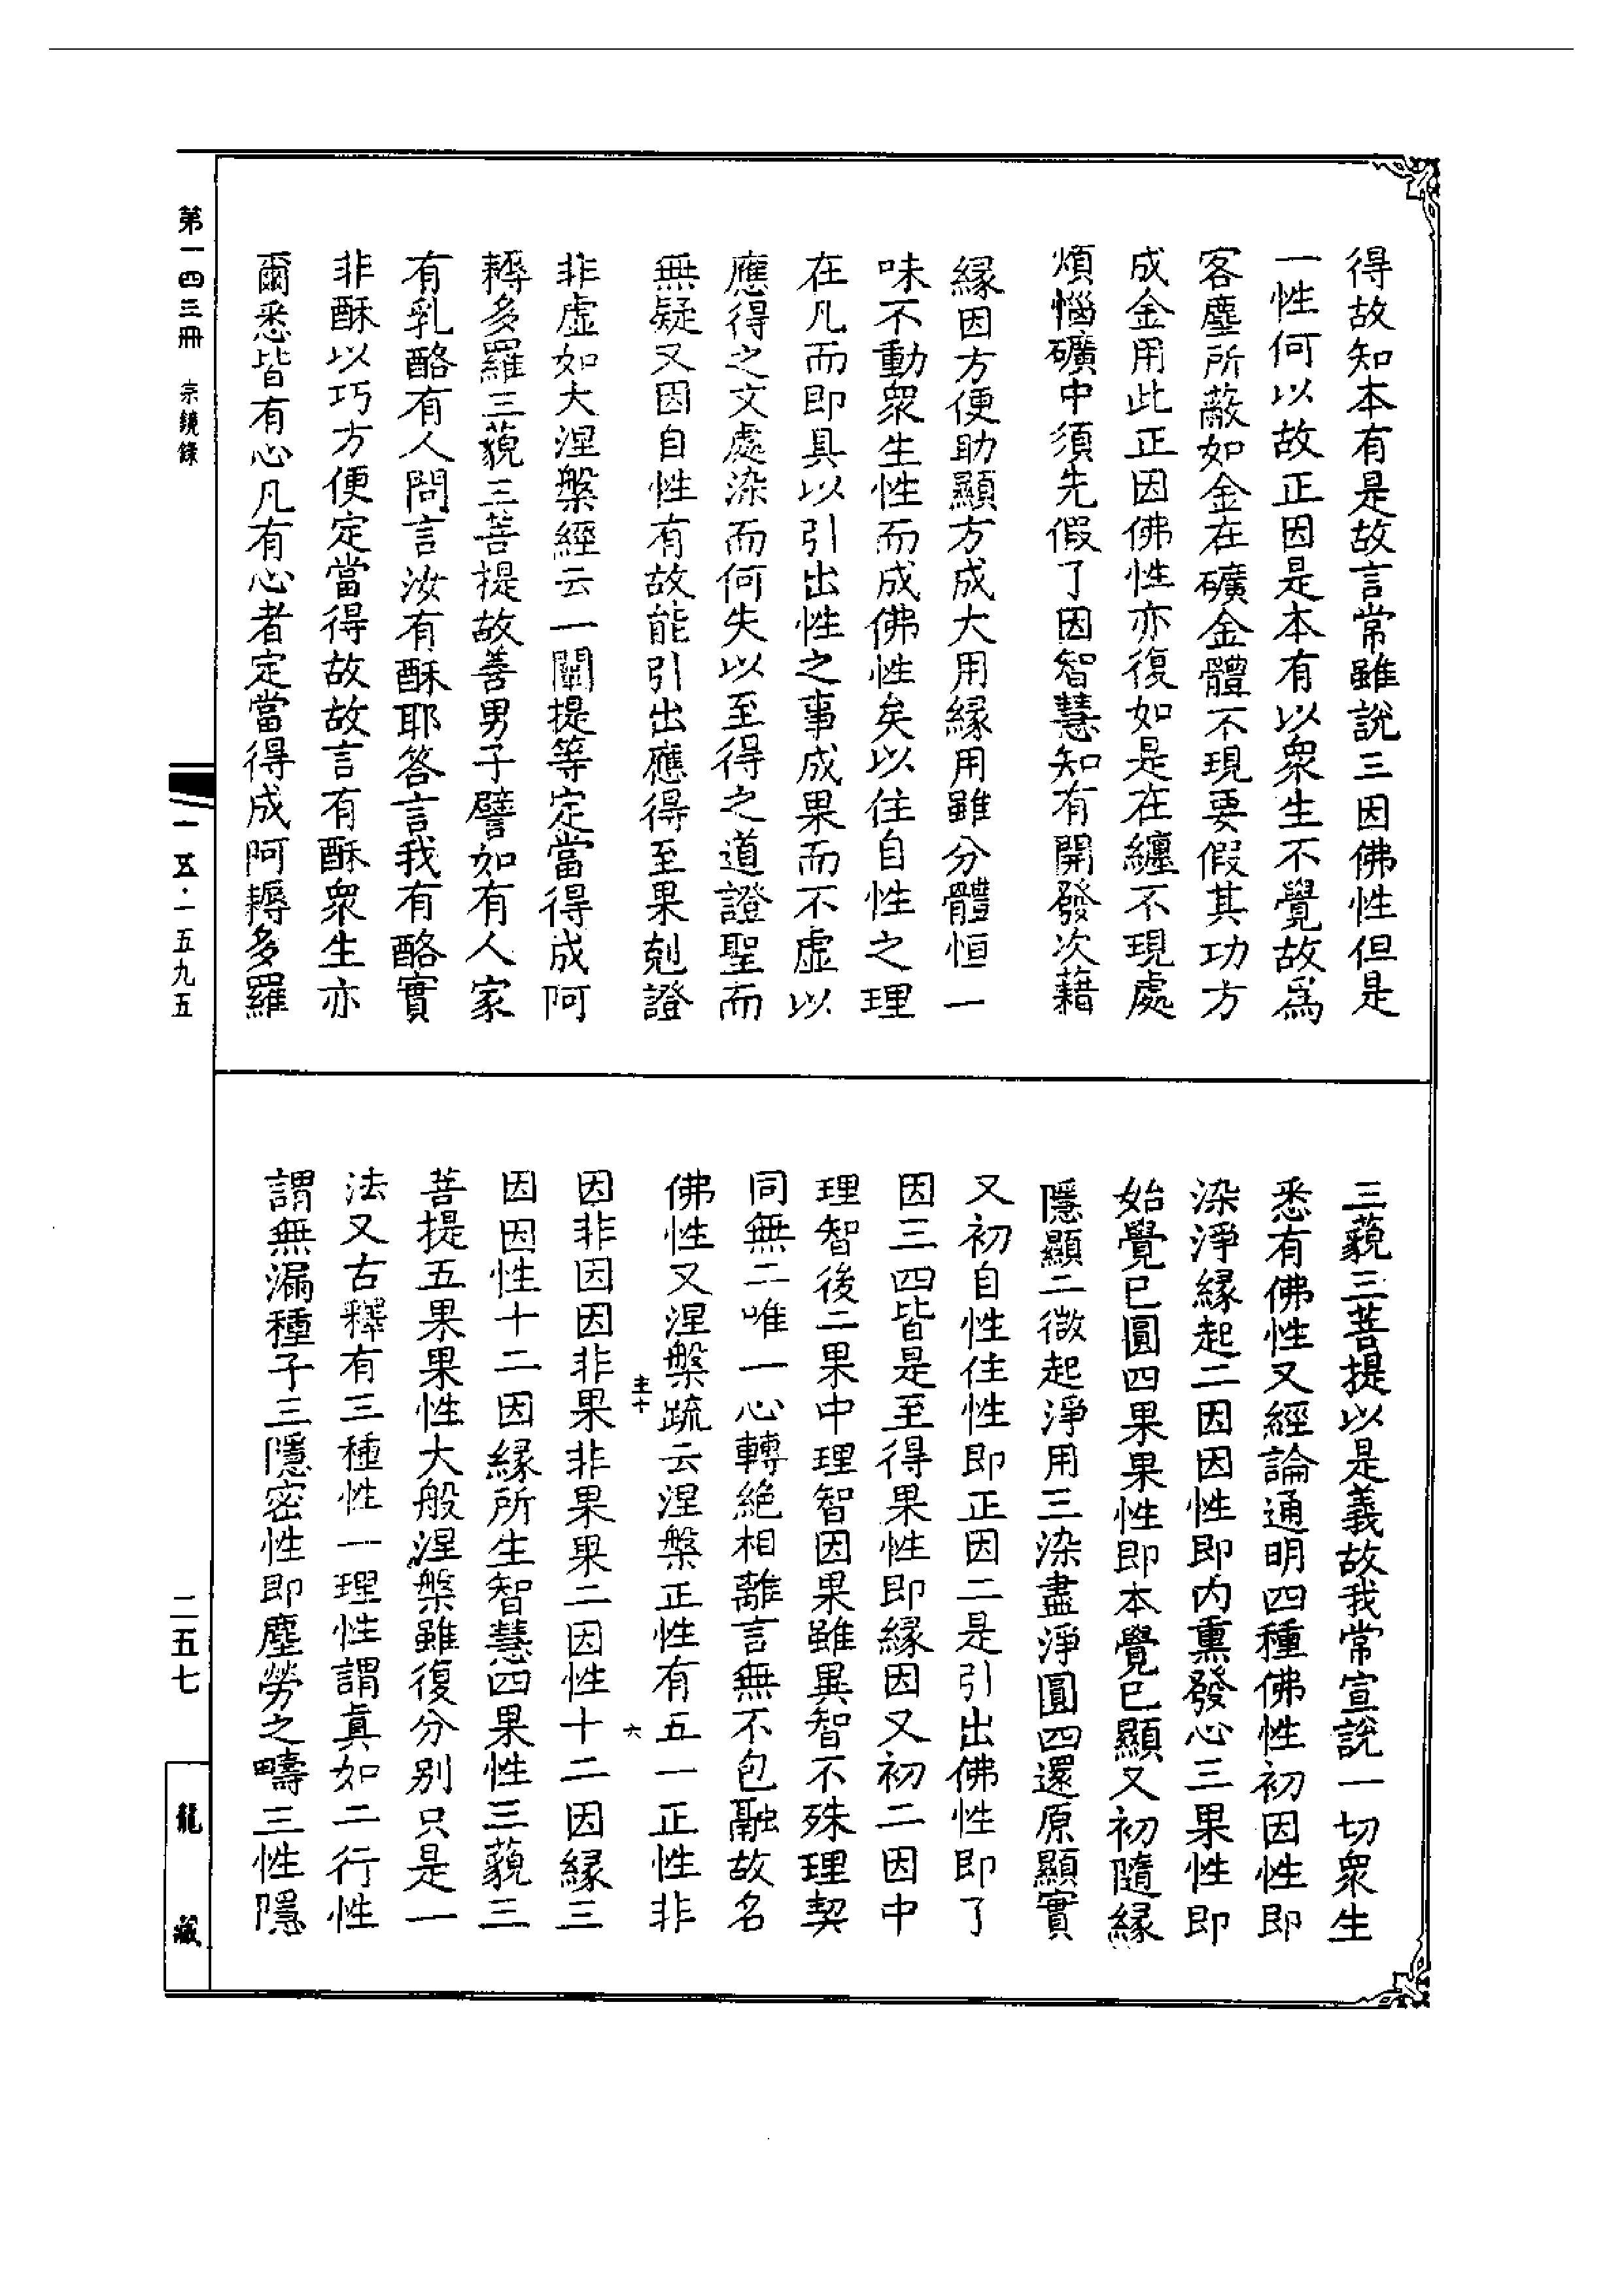 得故知本有是故言常雖說三因佛性但是
一性何以故正因是本有以衆生不覺故爲
客塵所蔽如金在礦金體不現要假其功方
成金用此正因佛性亦復如是在纏不現處
煩惱礦中須先假了因智慧知有開發次藉
緣因方便助顯方成大用緣用雖分體恒一
味不動衆生性而成佛性矣以住自性之理
在凡而即具以引出性之事成果而不虛以
應得之文處染而何失以至得之道證聖而
無疑又因自性有故能引出應得至果剋證
非虛如大涅槃經云一闡提等定當得成阿
耨多羅三藐三菩提故善男子譬如有人家
有乳酪有人問言汝有酥耶答言我有酪實
非酥以巧方便定當得故故言有酥衆生亦
爾悉皆有心凡有心者定當得成阿耨多羅
三藐三菩提以是義故我常宣說一切衆生
悉有佛性又經論通明四種佛性初因性即
染淨緣起二因因性即內熏發心三果性即
始覺已圓四果果性即本覺已顯又初隨緣
隱顯二微起淨用三染盡淨圓四還原顯實
又初自性住性即正因二是引出佛性即了
因三四皆是至得果性即緣因又初二因中
理智後二果中理智因果雖異智不殊理契
同無二唯一心轉絕相離言無不包融故名
佛性又涅槃疏云涅槃正性有五一正性非
因非因因非果非果果二因性十二因緣三
因因性十二因緣所生智慧四果性三藐三
菩提五果果性大般涅槃雖復分別只是一
法又古釋有三種性一理性謂眞如二行性
謂無漏種子三隱密性即塵勞之疇三性隱
六
第一四三冊 宗鏡錄
一五·一五九五
二五七
龍藏